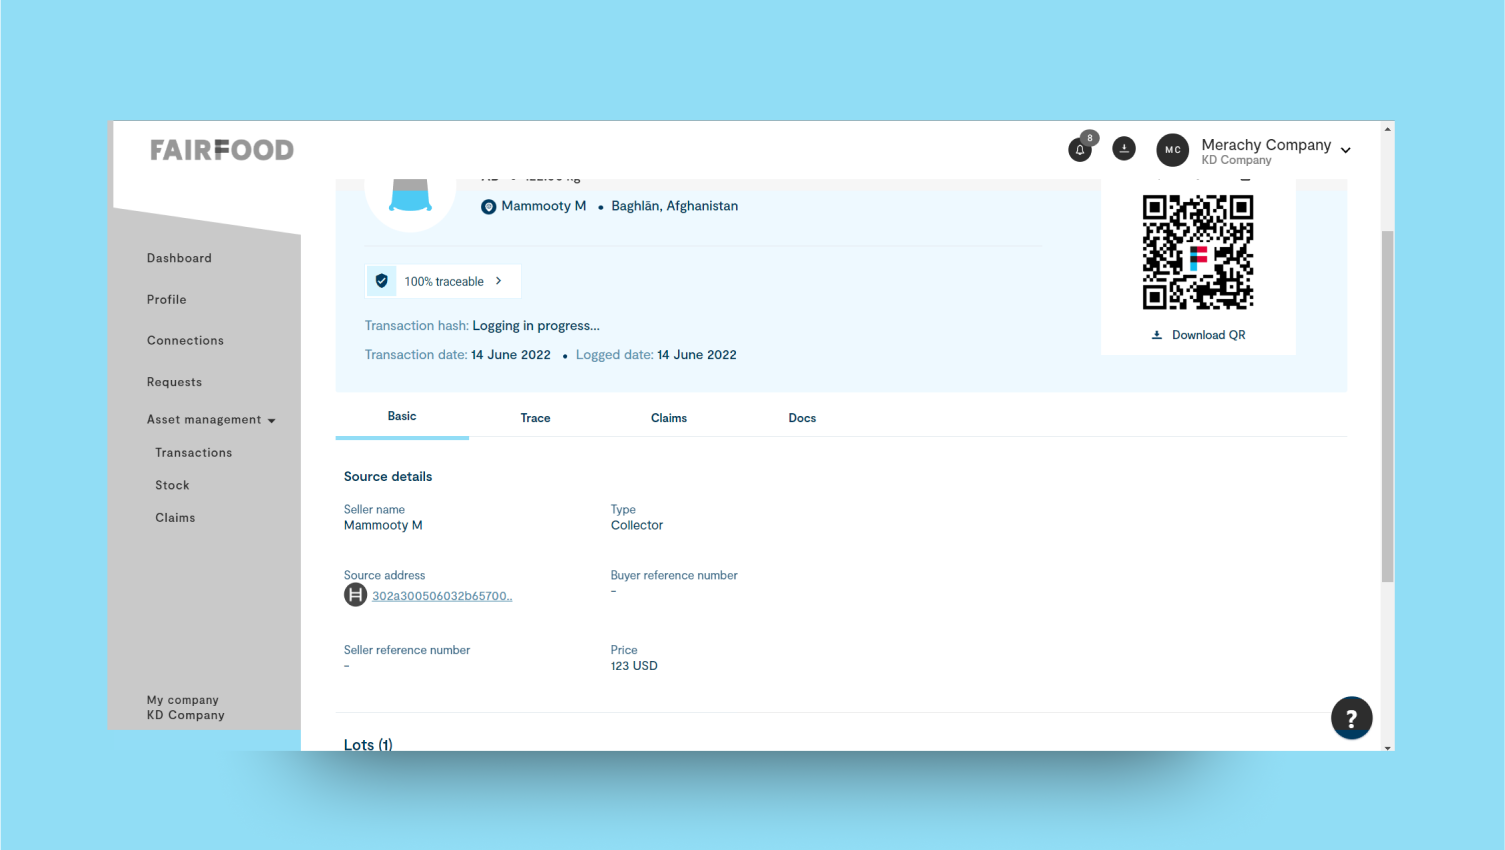 FAIRFOOD
8
MC
Merachy Company
KD Company
Mammooty M • Baghlān, Afghanistan
100% traceable
Transaction hash: Logging in progress...
Transaction date: 14 June 2022 • Logged date: 14 June 2022
F
Download QR
Dashboard
Profile
Connections
Requests
Asset management
Transactions
Stock
Claims
My company
KD Company
Basic
Trace
Claims
Docs
Source details
Seller name
Mammooty M
Type
Collector
Source address
302a300506032b65700..
Buyer reference number
-
Seller reference number
-
Price
123 USD
Lots (1)
?